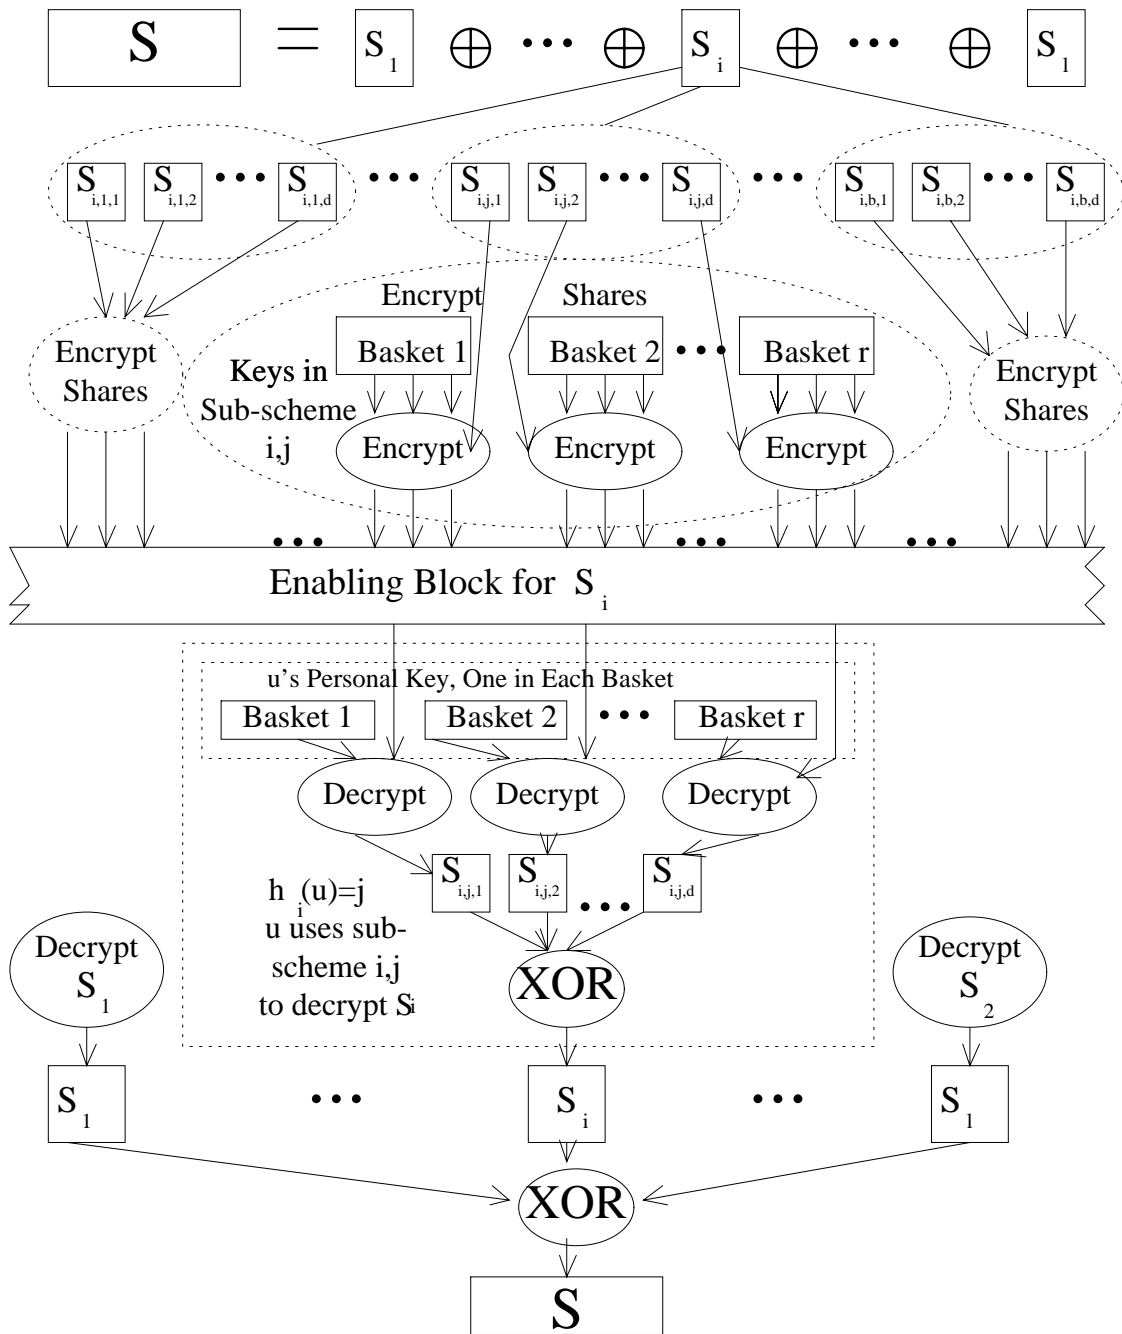 S = S1 ⊕ ••• ⊕ Si ⊕ ••• ⊕ Sl
Si,1,1 Si,1,2 ••• Si,1,d ••• Si,j,1 Si,j,2 ••• Si,j,d ••• Si,b,1 Si,b,2 ••• Si,b,d
Encrypt Shares
Basket 1 Basket 2 ••• Basket r
Encrypt
Shares
Keys in
Sub-scheme
i,j
Encrypt
Shares
Encrypt Encrypt Encrypt
••• ••• •••
Enabling Block for Si
u's Personal Key, One in Each Basket
Basket 1 Basket 2 ••• Basket r
Decrypt Decrypt Decrypt
Si,j,1 Si,j,2 ••• Si,j,d
hi(u)=j
u uses sub-
scheme i,j
to decrypt Si
XOR
Decrypt
S1
Decrypt
S2
S1 ••• Si ••• Sl
XOR
S